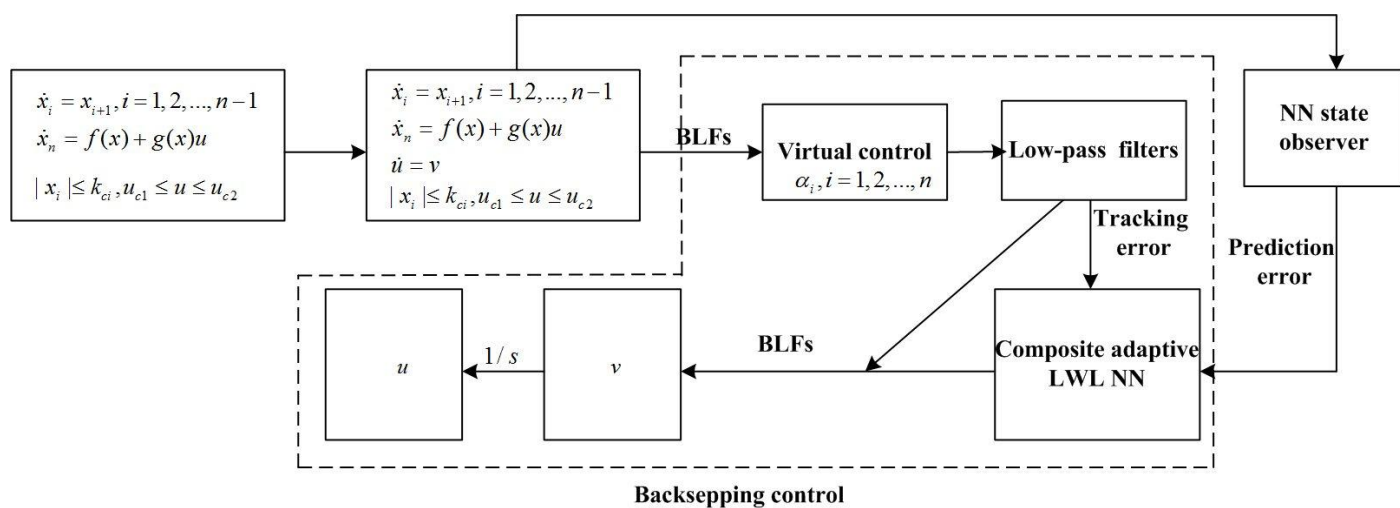 ẋ_i = x_{i+1}, i = 1, 2, ..., n−1
ẋ_n = f(x) + g(x)u
| x_i |≤ k_{ci}, u_{c1} ≤ u ≤ u_{c2}
ẋ_i = x_{i+1}, i = 1, 2, ..., n−1
ẋ_n = f(x) + g(x)u
u̇ = v
| x_i |≤ k_{ci}, u_{c1} ≤ u ≤ u_{c2}
BLFs
Virtual control
α_i, i = 1, 2, ..., n
Low-pass filters
NN state
observer
Tracking
error
Prediction
error
Composite adaptive
LWL NN
BLFs
v
1/s
u
Backsepping control